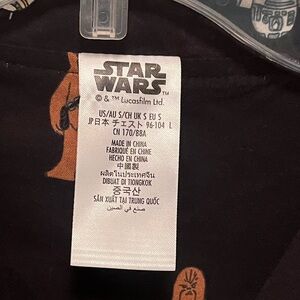 STAR
WARS
™
© & ™ Lucasfilm Ltd.
US/AU S/CH UK S EU S
JP日本 チェスト 96-104 L
CN 170/88A
MADE IN CHINA
FABRIQUÉ EN CHINE
HECHO EN CHINA
中國製
ผลิตในประเทศจีน
DIBUAT DI TIONGKOK
중국산
SẢN XUẤT TẠI TRUNG QUỐC
صنع في الصين